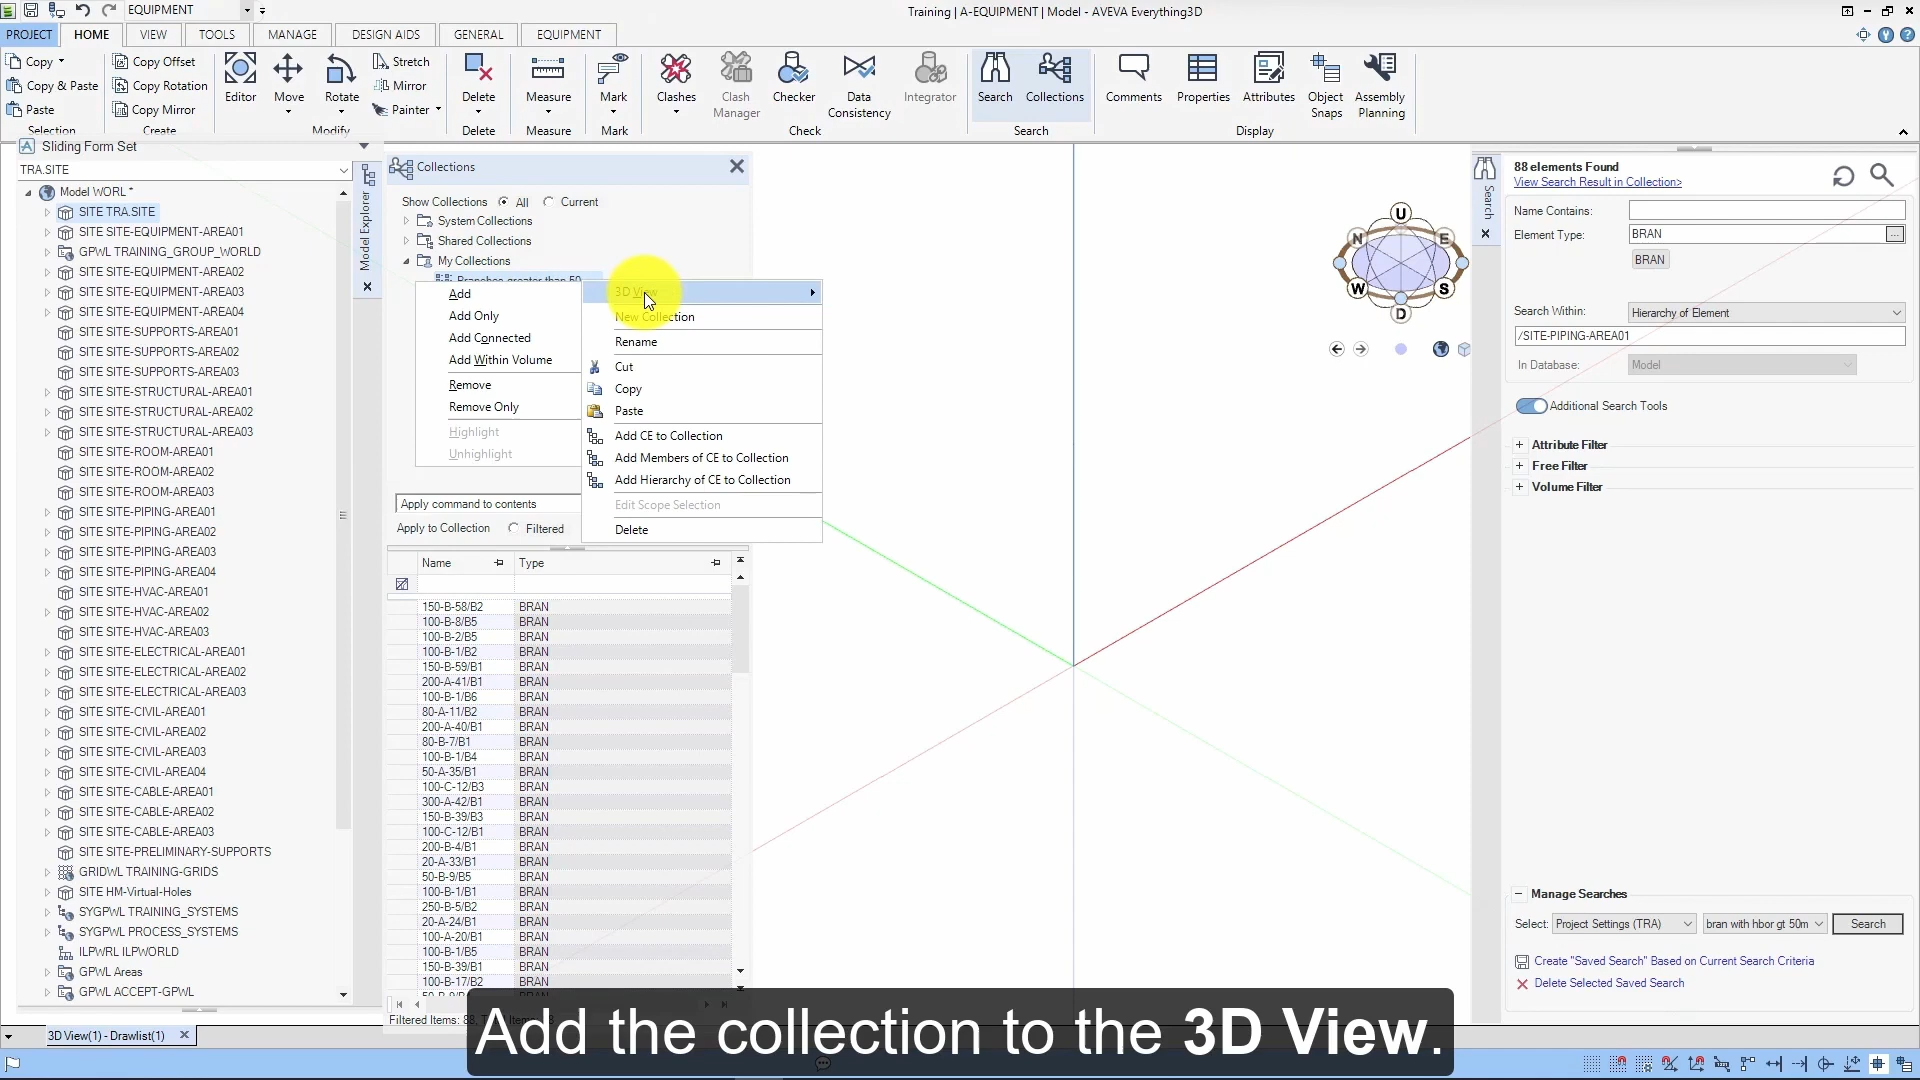 EQUIPMENT
Training | A-EQUIPMENT | Model - AVEVA Everything3D
PROJECT HOME VIEW TOOLS MANAGE DESIGN AIDS GENERAL EQUIPMENT
Copy
Copy & Paste
Paste
Selection
Copy Offset
Copy Rotation
Copy Mirror
Create
Editor Move Rotate
Stretch
Mirror
Painter
Modify
Delete
Delete
Measure
Measure
Mark
Mark
Clashes
Clash Manager
Checker
Data Consistency
Integrator
Check
Search Collections
Search
Comments Properties Attributes Object Snaps Assembly Planning
Display
Sliding Form Set
TRA.SITE
Model WORL *
SITE TRA.SITE
SITE SITE-EQUIPMENT-AREA01
GPWL TRAINING_GROUP_WORLD
SITE SITE-EQUIPMENT-AREA02
SITE SITE-EQUIPMENT-AREA03
SITE SITE-EQUIPMENT-AREA04
SITE SITE-SUPPORTS-AREA01
SITE SITE-SUPPORTS-AREA02
SITE SITE-SUPPORTS-AREA03
SITE SITE-STRUCTURAL-AREA01
SITE SITE-STRUCTURAL-AREA02
SITE SITE-STRUCTURAL-AREA03
SITE SITE-ROOM-AREA01
SITE SITE-ROOM-AREA02
SITE SITE-ROOM-AREA03
SITE SITE-PIPING-AREA01
SITE SITE-PIPING-AREA02
SITE SITE-PIPING-AREA03
SITE SITE-PIPING-AREA04
SITE SITE-HVAC-AREA01
SITE SITE-HVAC-AREA02
SITE SITE-HVAC-AREA03
SITE SITE-ELECTRICAL-AREA01
SITE SITE-ELECTRICAL-AREA02
SITE SITE-ELECTRICAL-AREA03
SITE SITE-CIVIL-AREA01
SITE SITE-CIVIL-AREA02
SITE SITE-CIVIL-AREA03
SITE SITE-CIVIL-AREA04
SITE SITE-CABLE-AREA01
SITE SITE-CABLE-AREA02
SITE SITE-CABLE-AREA03
SITE SITE-PRELIMINARY-SUPPORTS
GRIDWL TRAINING-GRIDS
SITE HM-Virtual-Holes
SYGPWL TRAINING_SYSTEMS
SYGPWL PROCESS_SYSTEMS
ILPWRL ILPWORLD
GPWL Areas
GPWL ACCEPT-GPWL
Model Explorer
Collections
Show Collections All Current
System Collections
Shared Collections
My Collections
Branches greater than 50
Add
Add Only
Add Connected
Add Within Volume
Remove
Remove Only
Highlight
Unhighlight
3D View
New Collection
Rename
Cut
Copy
Paste
Add CE to Collection
Add Members of CE to Collection
Add Hierarchy of CE to Collection
Edit Scope Selection
Delete
Apply command to contents
Apply to Collection Filtered
Name Type
150-B-58/B2 BRAN
100-B-8/B5 BRAN
100-B-2/B5 BRAN
100-B-1/B2 BRAN
150-B-59/B1 BRAN
200-A-41/B1 BRAN
100-B-1/B6 BRAN
80-A-11/B2 BRAN
200-A-40/B1 BRAN
80-B-7/B1 BRAN
100-B-1/B4 BRAN
50-A-35/B1 BRAN
100-C-12/B3 BRAN
300-A-42/B1 BRAN
150-B-39/B3 BRAN
100-C-12/B1 BRAN
200-B-4/B1 BRAN
20-A-33/B1 BRAN
50-B-9/B5 BRAN
100-B-1/B1 BRAN
250-B-5/B2 BRAN
20-A-24/B1 BRAN
100-A-20/B1 BRAN
100-B-1/B5 BRAN
150-B-39/B1 BRAN
100-B-17/B2 BRAN
Filtered Items:
U N E W S D
Search
88 elements Found
View Search Result in Collection>
Name Contains:
Element Type: BRAN ...
BRAN
Search Within: Hierarchy of Element
/SITE-PIPING-AREA01
In Database: Model
Additional Search Tools
Attribute Filter
Free Filter
Volume Filter
Manage Searches
Select: Project Settings (TRA) bran with hbor gt 50m Search
Create "Saved Search" Based on Current Search Criteria
Delete Selected Saved Search
3D View(1) - Drawlist(1)
Add the collection to the 3D View.